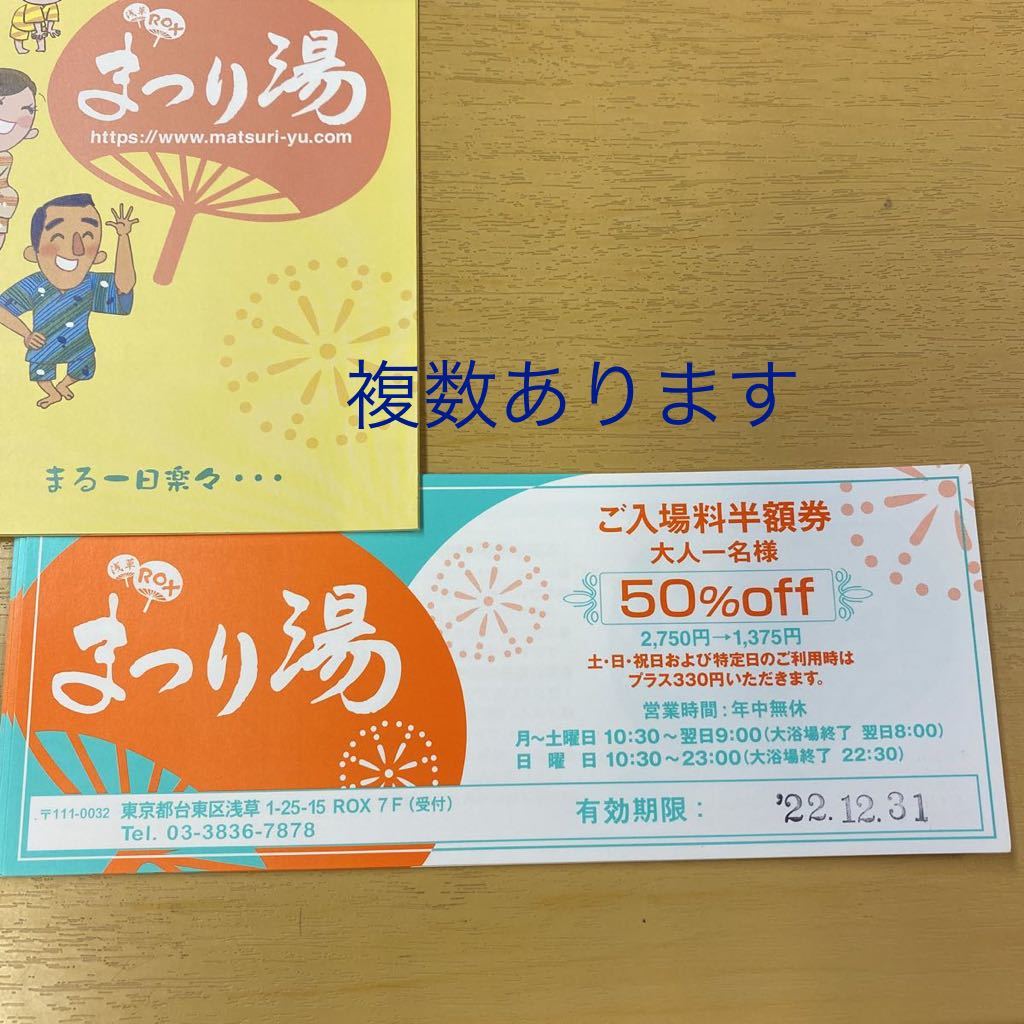 浅草 ROX
まつり湯
https://www.matsuri-yu.com
まる一日楽々・・・
複数あります
浅草 ROX
まつり湯
ご入場料半額券
大人一名様
50%off
2,750円→1,375円
土・日・祝日および特定日のご利用時は
プラス330円いただきます。
営業時間:年中無休
月~土曜日 10:30~翌日9:00(大浴場終了 翌日8:00)
日 曜 日 10:30~23:00(大浴場終了 22:30)
〒111-0032 東京都台東区浅草 1-25-15 ROX 7F(受付)
Tel. 03-3836-7878
有効期限: '22.12.31